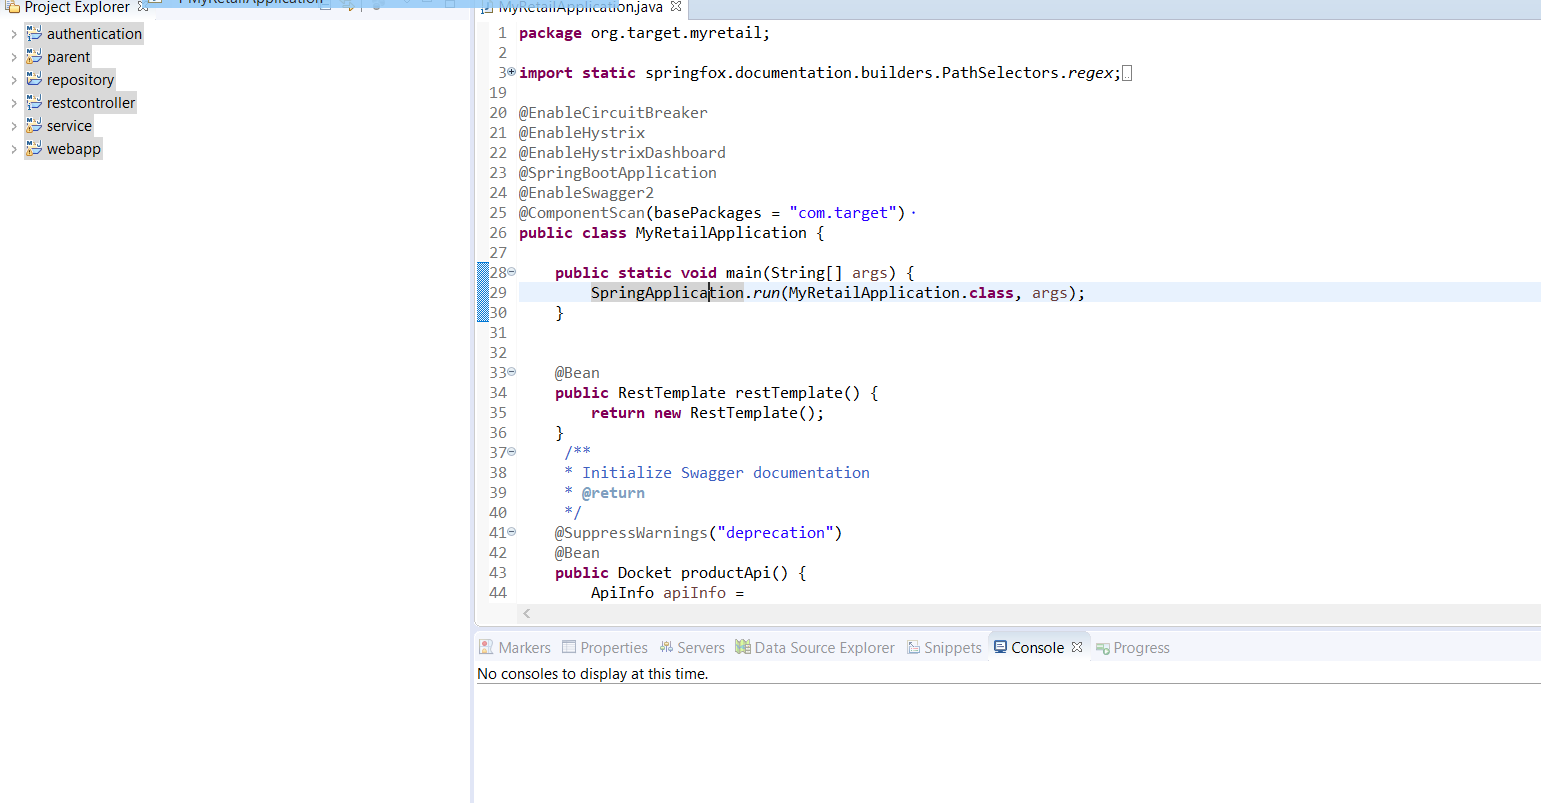 Project Explorer
authentication
parent
repository
restcontroller
service
webapp
MyRetailApplication
MyRetailApplication.java
1 package org.target.myretail;
2
3 import static springfox.documentation.builders.PathSelectors.regex;
19
20 @EnableCircuitBreaker
21 @EnableHystrix
22 @EnableHystrixDashboard
23 @SpringBootApplication
24 @EnableSwagger2
25 @ComponentScan(basePackages = "com.target")
26 public class MyRetailApplication {
27
28 public static void main(String[] args) {
29 SpringApplication.run(MyRetailApplication.class, args);
30 }
31
32
33 @Bean
34 public RestTemplate restTemplate() {
35 return new RestTemplate();
36 }
37 /**
38 * Initialize Swagger documentation
39 * @return
40 */
41 @SuppressWarnings("deprecation")
42 @Bean
43 public Docket productApi() {
44 ApiInfo apiInfo =
Markers Properties Servers Data Source Explorer Snippets Console Progress
No consoles to display at this time.